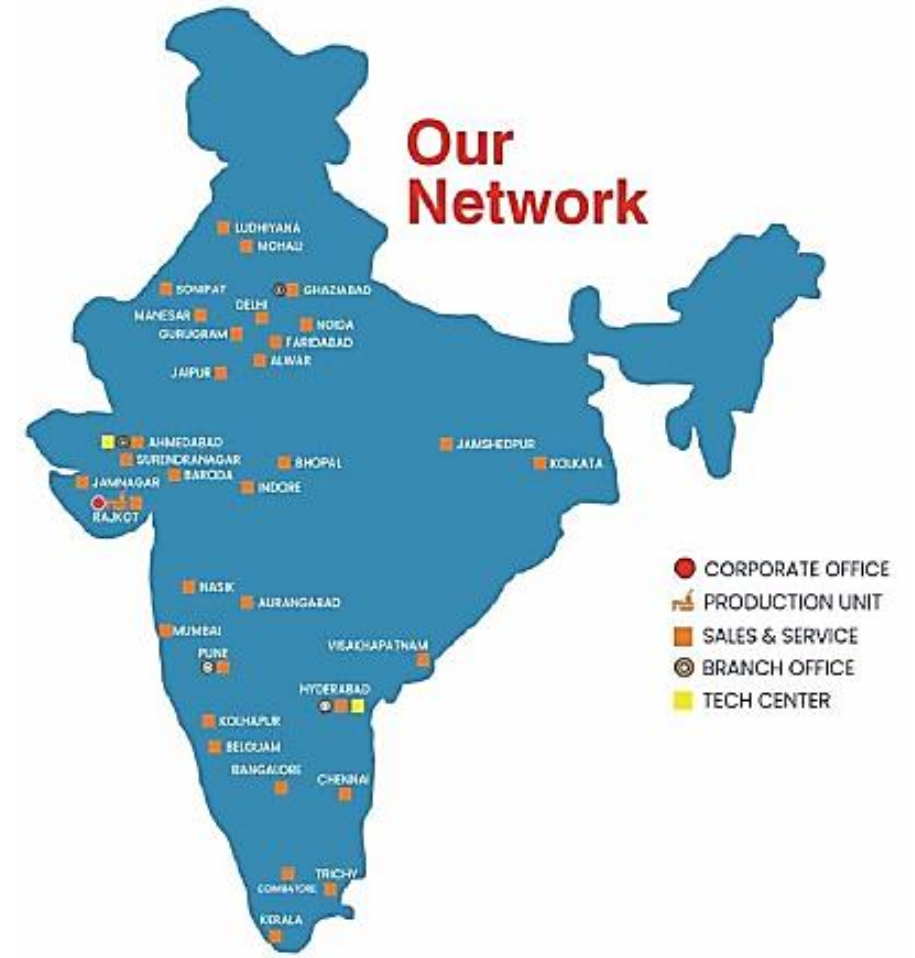 Our
Network
LUDHIYANA
MOHALI
SONIPAT
GHAZIABAD
DELHI
MANESAR
NOIDA
GURUGRAM
FARIDABAD
ALWAR
JAIPUR
AHMEDABAD
JAMSHEDPUR
SURENDRANAGAR
BHOPAL
KOLKATA
BARODA
JAMNAGAR
INDORE
RAJKOT
CORPORATE OFFICE
NASIK
PRODUCTION UNIT
AURANGABAD
MUMBAI
SALES & SERVICE
VISAKHAPATNAM
PUNE
BRANCH OFFICE
HYDERABAD
TECH CENTER
KOLHAPUR
BELGUAM
BANGALORE
CHENNAI
TRICHY
COIMBATORE
KERALA